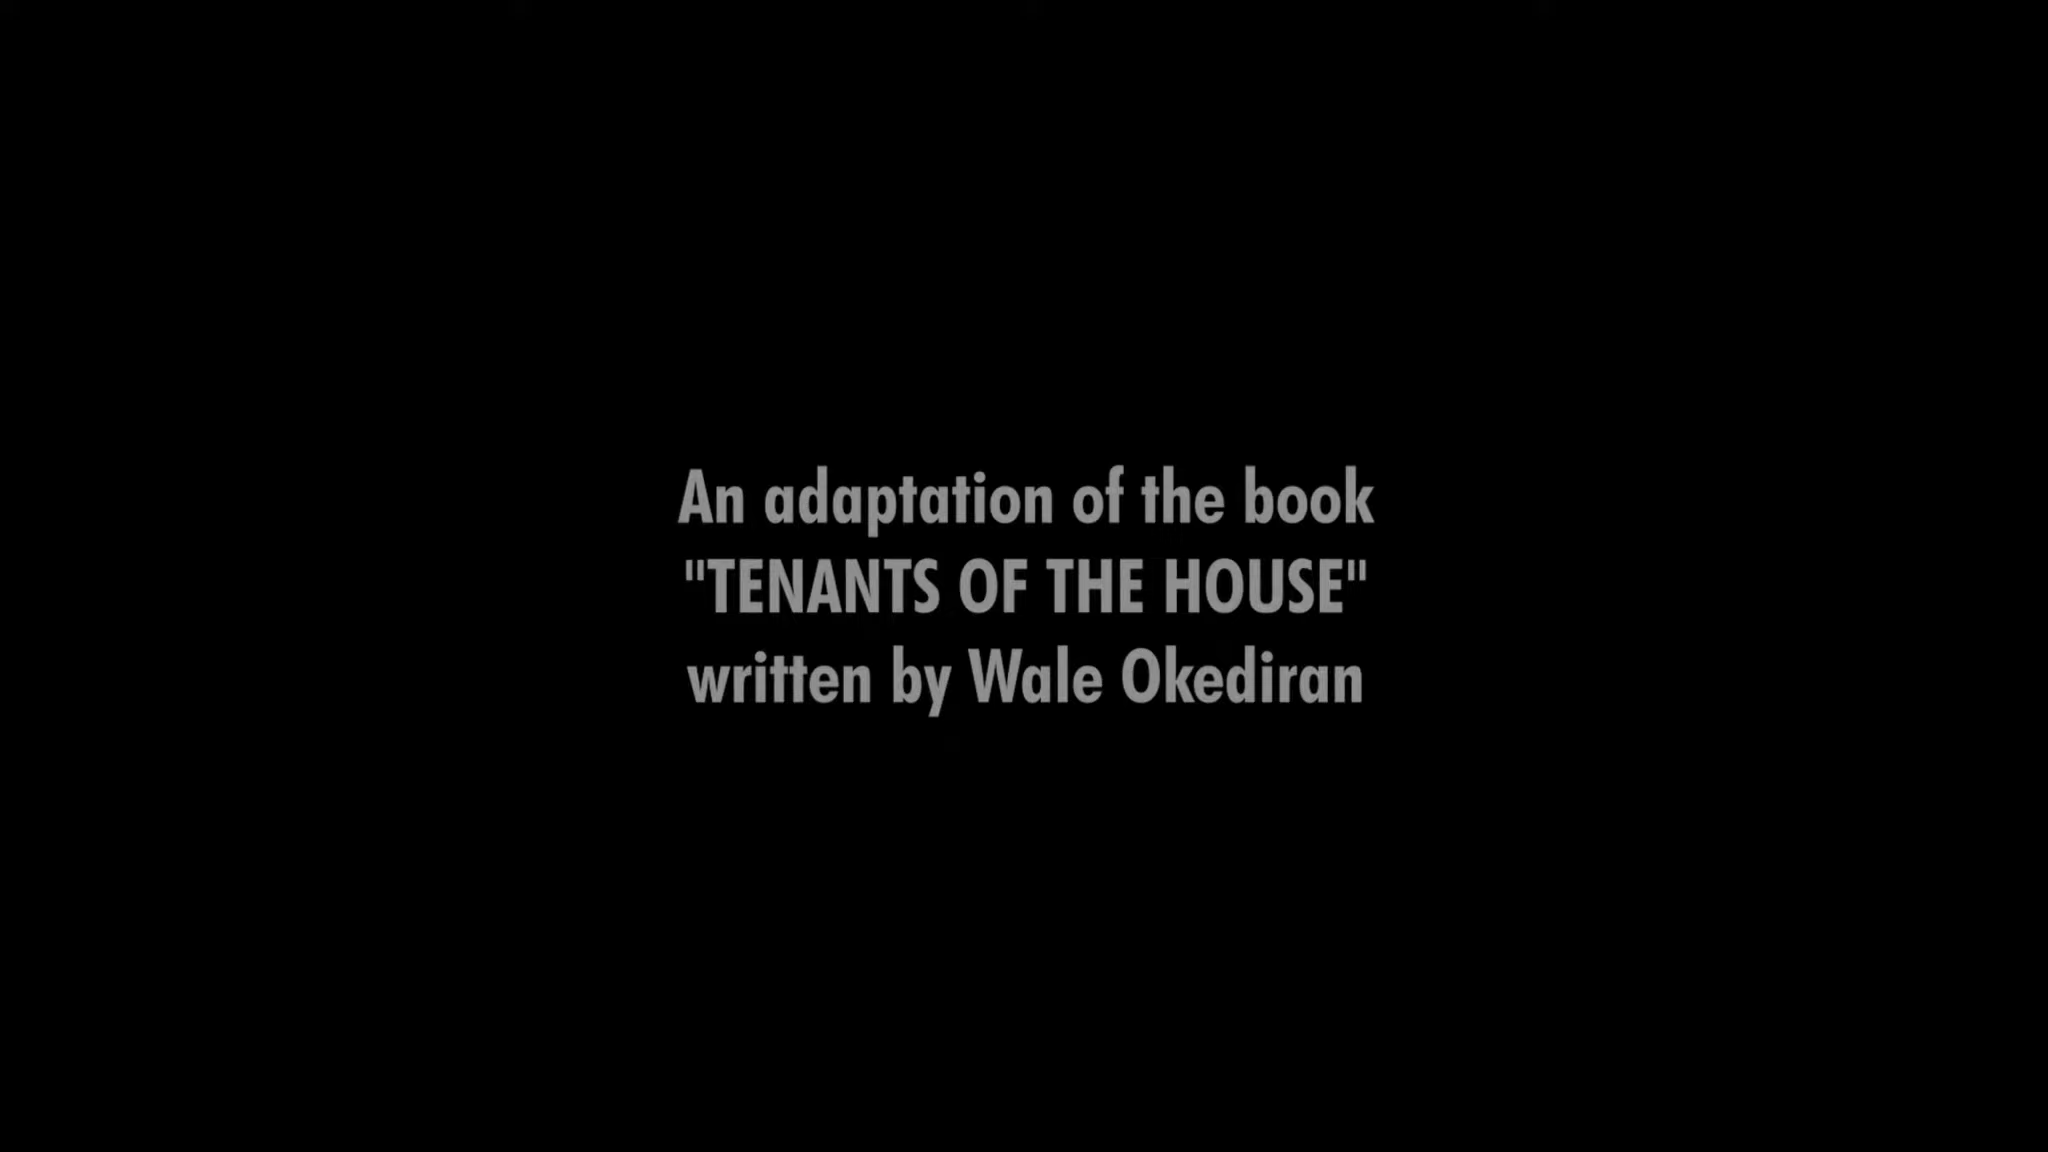 An adaptation of the book
"TENANTS OF THE HOUSE"
written by Wale Okediran